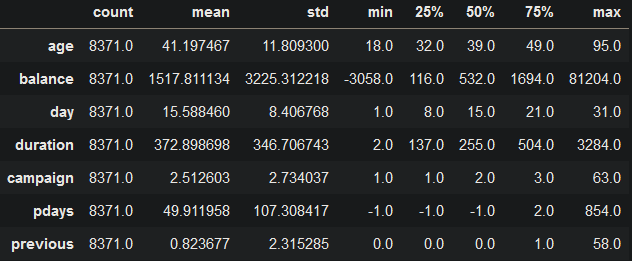 count mean std min 25% 50% 75% max
age 8371.0 41.197467 11.809300 18.0 32.0 39.0 49.0 95.0
balance 8371.0 1517.811134 3225.312218 -3058.0 116.0 532.0 1694.0 81204.0
day 8371.0 15.588460 8.406768 1.0 8.0 15.0 21.0 31.0
duration 8371.0 372.898698 346.706743 2.0 137.0 255.0 504.0 3284.0
campaign 8371.0 2.512603 2.734037 1.0 1.0 2.0 3.0 63.0
pdays 8371.0 49.911958 107.308417 -1.0 -1.0 -1.0 2.0 854.0
previous 8371.0 0.823677 2.315285 0.0 0.0 0.0 1.0 58.0